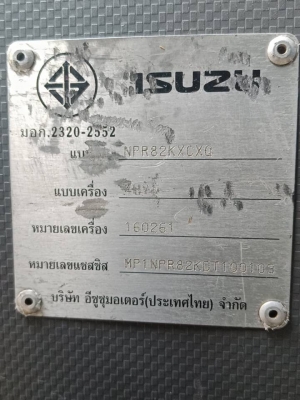 ISUZU
มอก.2320-2552
แบบ NPR82KXCXQ
แบบเครื่อง
หมายเลขเครื่อง 160261
หมายเลขแชสซิส
บริษัท อีซูซุมอเตอร์(ประเทศไทย) จำกัด